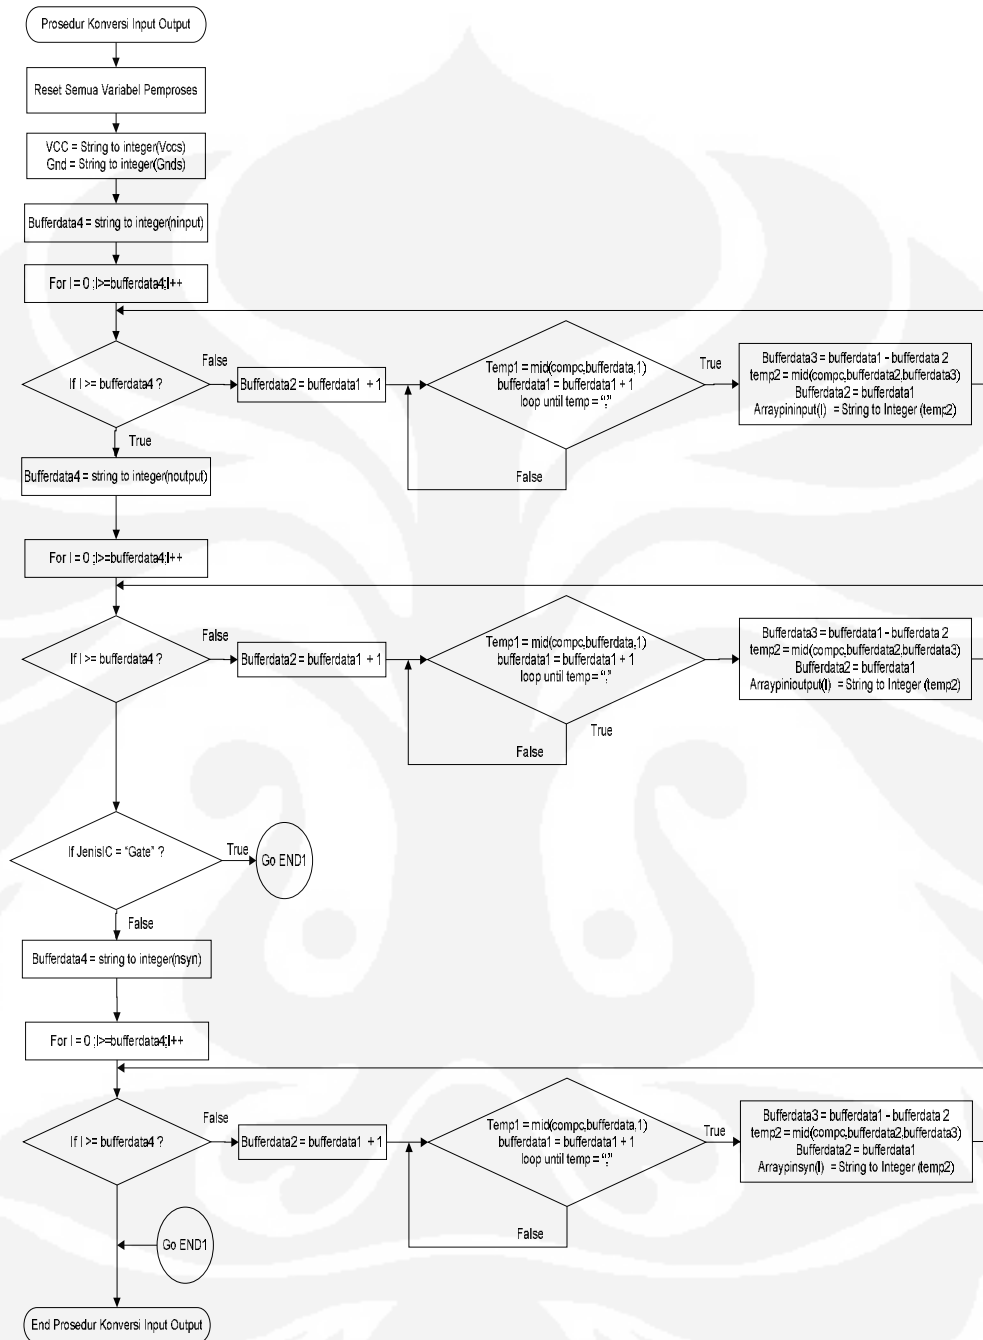 Prosedur Konversi Input Output
Reset Semua Variabel Pemproses
VCC = String to integer(Vccs)
Gnd = String to integer(Gnds)
Bufferdata4 = string to integer(ninput)
For I = 0 ;I>=bufferdata4;I++
If I >= bufferdata4 ?
False
Bufferdata2 = bufferdata1 + 1
Temp1 = mid(compc,bufferdata,1)
bufferdata1 = bufferdata1 + 1
loop until temp = “,”
True
Bufferdata3 = bufferdata1 - bufferdata 2
temp2 = mid(compc,bufferdata2,bufferdata3)
Bufferdata2 = bufferdata1
Arraypininput(I) = String to Integer (temp2)
False
True
Bufferdata4 = string to integer(noutput)
For I = 0 ;I>=bufferdata4;I++
If I >= bufferdata4 ?
False
Bufferdata2 = bufferdata1 + 1
Temp1 = mid(compc,bufferdata,1)
bufferdata1 = bufferdata1 + 1
loop until temp = “,”
Bufferdata3 = bufferdata1 - bufferdata 2
temp2 = mid(compc,bufferdata2,bufferdata3)
Bufferdata2 = bufferdata1
Arraypinioutput(I) = String to Integer (temp2)
True
False
If JenisIC = “Gate” ?
True
Go END1
False
Bufferdata4 = string to integer(nsyn)
For I = 0 ;I>=bufferdata4;I++
If I >= bufferdata4 ?
False
Bufferdata2 = bufferdata1 + 1
Temp1 = mid(compc,bufferdata,1)
bufferdata1 = bufferdata1 + 1
loop until temp = “;”
True
Bufferdata3 = bufferdata1 - bufferdata 2
temp2 = mid(compc,bufferdata2,bufferdata3)
Bufferdata2 = bufferdata1
Arraypinsyn(I) = String to Integer (temp2)
False
Go END1
End Prosedur Konversi Input Output